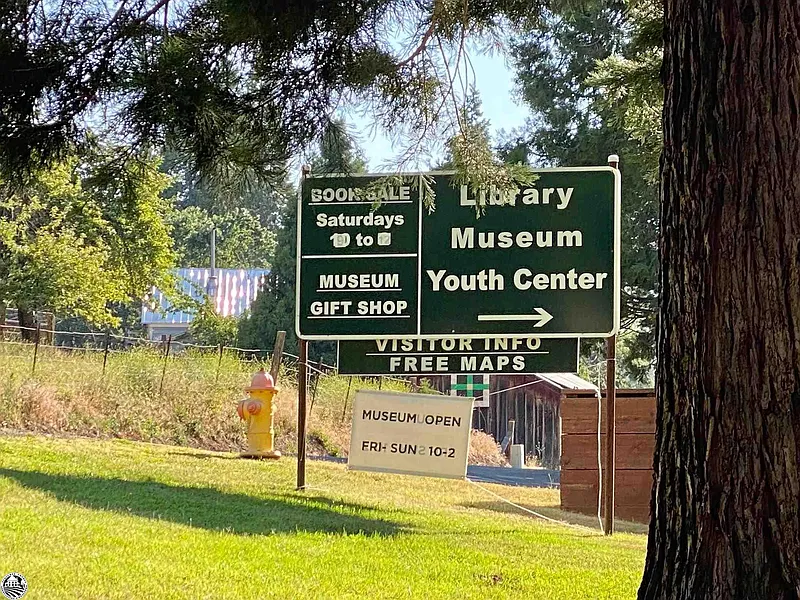 BOOK SALE
Saturdays
10 to
MUSEUM
GIFT SHOP
Library
Museum
Youth Center
VISITOR INFO
FREE MAPS
MUSEUM OPEN
FRI- SUN 10-2